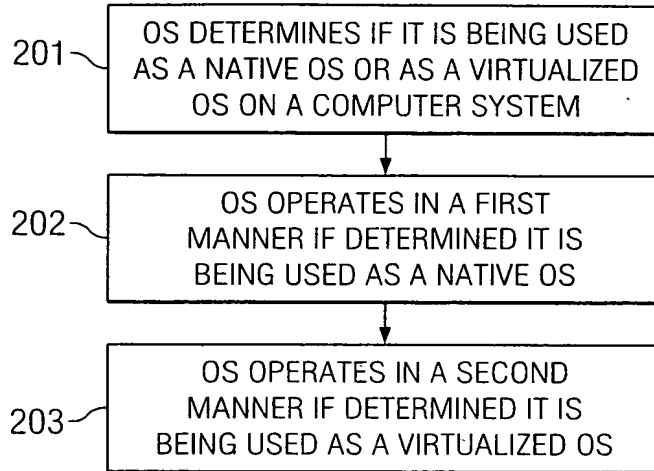 201
OS DETERMINES IF IT IS BEING USED
AS A NATIVE OS OR AS A VIRTUALIZED
OS ON A COMPUTER SYSTEM
202
OS OPERATES IN A FIRST
MANNER IF DETERMINED IT IS
BEING USED AS A NATIVE OS
203
OS OPERATES IN A SECOND
MANNER IF DETERMINED IT IS
BEING USED AS A VIRTUALIZED OS